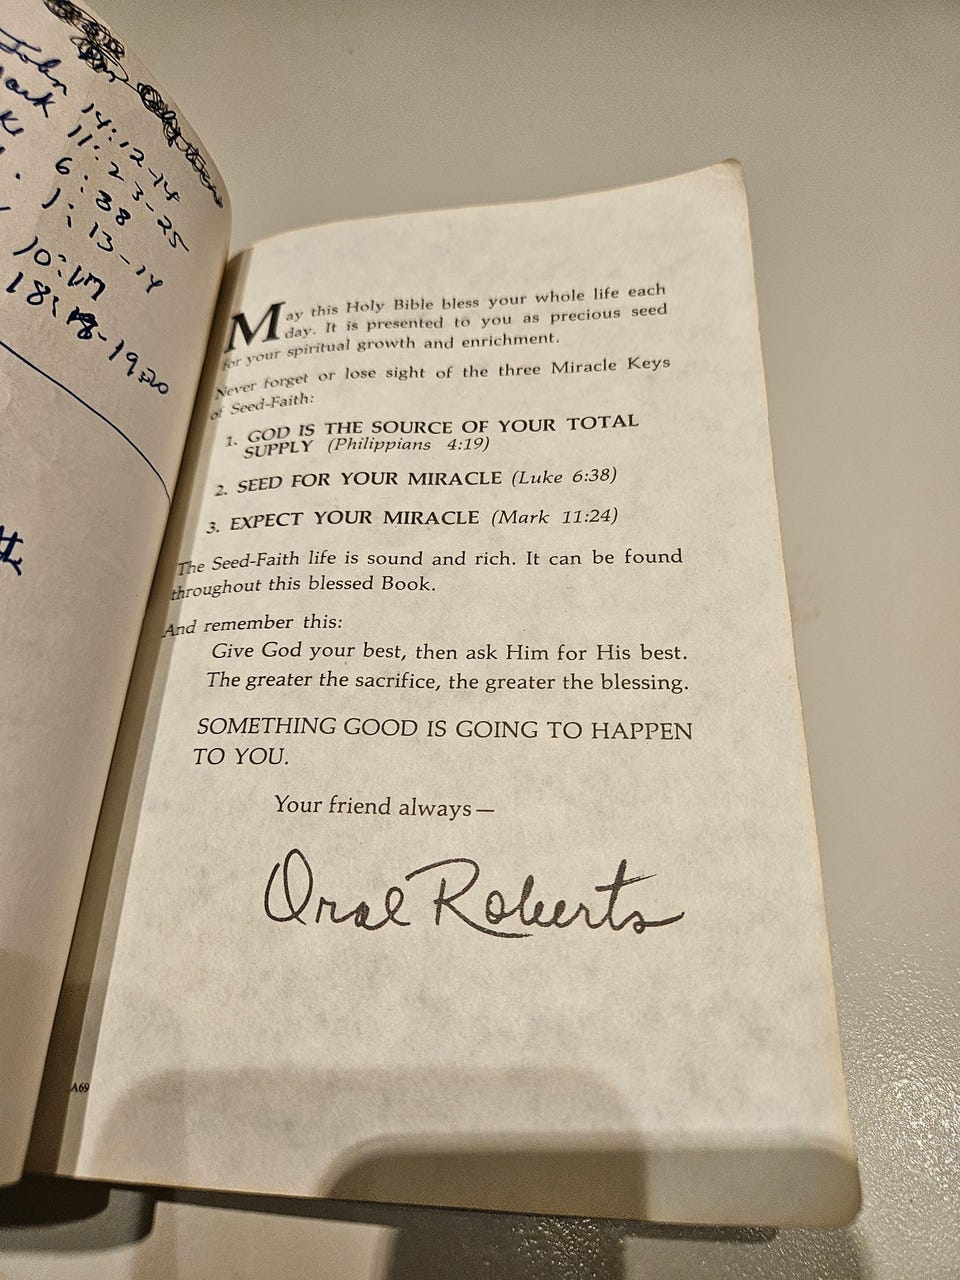 John 14:12-14
11:23-25
6:38
1:13-14
10:17
the
A69
May this Holy Bible bless your whole life each
day. It is presented to you as precious seed
for your spiritual growth and enrichment.
Never forget or lose sight of the three Miracle Keys
of Seed-Faith:
1. GOD IS THE SOURCE OF YOUR TOTAL
SUPPLY (Philippians 4:19)
2. SEED FOR YOUR MIRACLE (Luke 6:38)
3. EXPECT YOUR MIRACLE (Mark 11:24)
The Seed-Faith life is sound and rich. It can be found
throughout this blessed Book.
And remember this:
Give God your best, then ask Him for His best.
The greater the sacrifice, the greater the blessing.
SOMETHING GOOD IS GOING TO HAPPEN
TO YOU.
Your friend always—
Oral Roberts